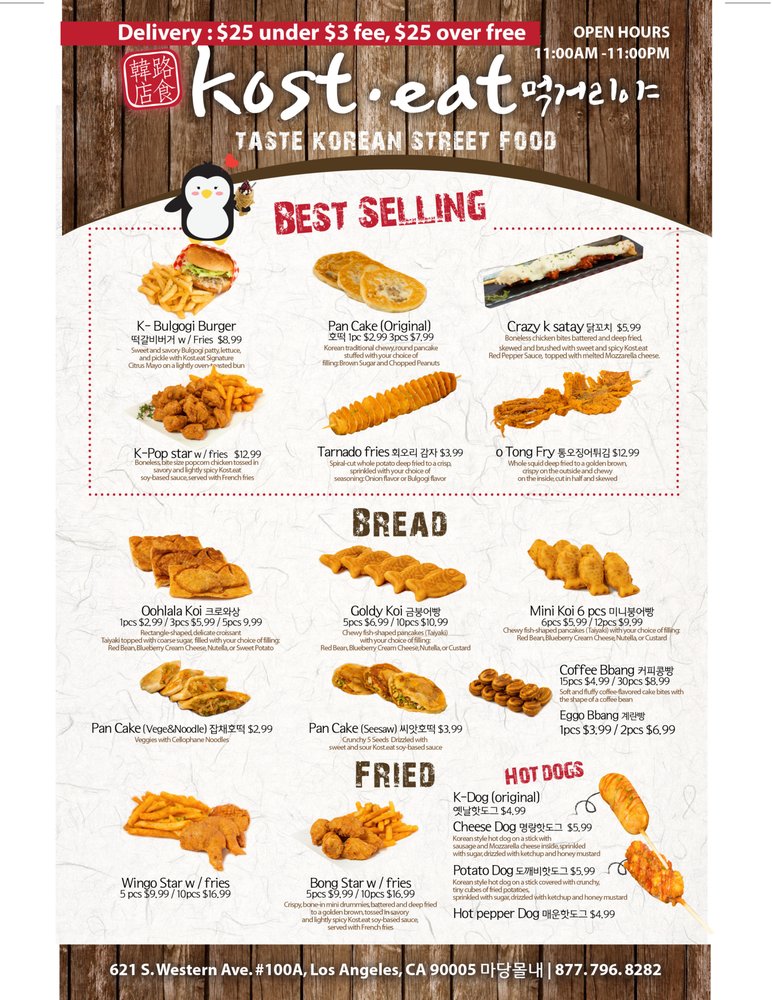 Delivery : $25 under $3 fee, $25 over free
OPEN HOURS
11:00AM -11:00PM
韓路
店食
kost·eat 먹거리야
TASTE KOREAN STREET FOOD
BEST SELLING
K- Bulgogi Burger
떡갈비버거 w/ Fries $8,99
Sweet and savory Bulgogi patty, lettuce,
and pickle with Kost.eat Signature
Citrus Mayo on a lightly oven-toasted bun
Pan Cake (Original)
호떡 1pc $2,99 3pcs $7,99
Korean traditional chewy, round pancake
stuffed with your choice of
filling: Brown Sugar and Chopped Peanuts
Crazy k satay 닭꼬치 $5,99
Boneless chicken bites battered and deep fried,
skewed and brushed with sweet and spicy Kost.eat
Red Pepper Sauce, topped with melted Mozzarella cheese.
K-Pop star w/ fries $12,99
Boneless, bite size popcorn chicken tossed in
savory and lightly spicy Kost.eat
soy-based sauce, served with French fries
Tarnado fries 회오리 감자 $3,99
Spiral-cut whole potato deep fried to a crisp,
sprinkled with your choice of
seasoning: Onion flavor or Bulgogi flavor
o Tong Fry 통오징어튀김 $12,99
Whole squid deep fried to a golden brown,
crispy on the outside and chewy
on the inside, cut in half and skewed
BREAD
Oohlala Koi 크로와상
1pcs $2,99 / 3pcs $5,99 / 5pcs 9,99
Rectangle-shaped, delicate croissant
Taiyaki topped with coarse sugar, filled with your choice of filling:
Red Bean, Blueberry Cream Cheese, Nutella, or Sweet Potato
Goldy Koi 금붕어빵
5pcs $6,99 / 10pcs $10,99
Chewy fish-shaped pancakes (Taiyaki)
with your choice of filling:
Red Bean, Blueberry Cream Cheese, Nutella, or Custard
Mini Koi 6 pcs 미니붕어빵
6pcs $5,99 / 12pcs $9,99
Chewy fish-shaped pancakes (Taiyaki) with your choice of filling:
Red Bean, Blueberry Cream Cheese, Nutella, or Custard
Pan Cake (Vege&Noodle) 잡채호떡 $2,99
Veggies with Cellophane Noodles
Pan Cake (Seesaw) 씨앗호떡 $3,99
Crunchy 5 Seeds Drizzled with
sweet and sour Kost.eat soy-based sauce
Coffee Bbang 커피콩빵
15pcs $4,99 / 30pcs $8,99
Soft and fluffy coffee-flavored cake bites with
the shape of a coffee bean
Eggo Bbang 계란빵
1pcs $3,99 / 2pcs $6,99
FRIED
Wingo Star w / fries
5 pcs $9,99 / 10pcs $16,99
Bong Star w / fries
5pcs $9,99 / 10pcs $16,99
Crispy, bone-in mini drummies, battered and deep fried
to a golden brown, tossed in savory
and lightly spicy Kost.eat soy-based sauce,
served with French fries
HOT DOGS
K-Dog (original)
옛날핫도그 $4,99
Cheese Dog 명랑핫도그 $5,99
Korean style hot dog on a stick with
sausage and Mozzarella cheese inside, sprinkled
with sugar, drizzled with ketchup and honey mustard
Potato Dog 도깨비핫도그 $5,99
Korean style hot dog on a stick covered with crunchy,
tiny cubes of fried potatoes,
sprinkled with sugar, drizzled with ketchup and honey mustard
Hot pepper Dog 매운핫도그 $4,99
621 S. Western Ave. #100A, Los Angeles, CA 90005 마당몰내 | 877. 796. 8282